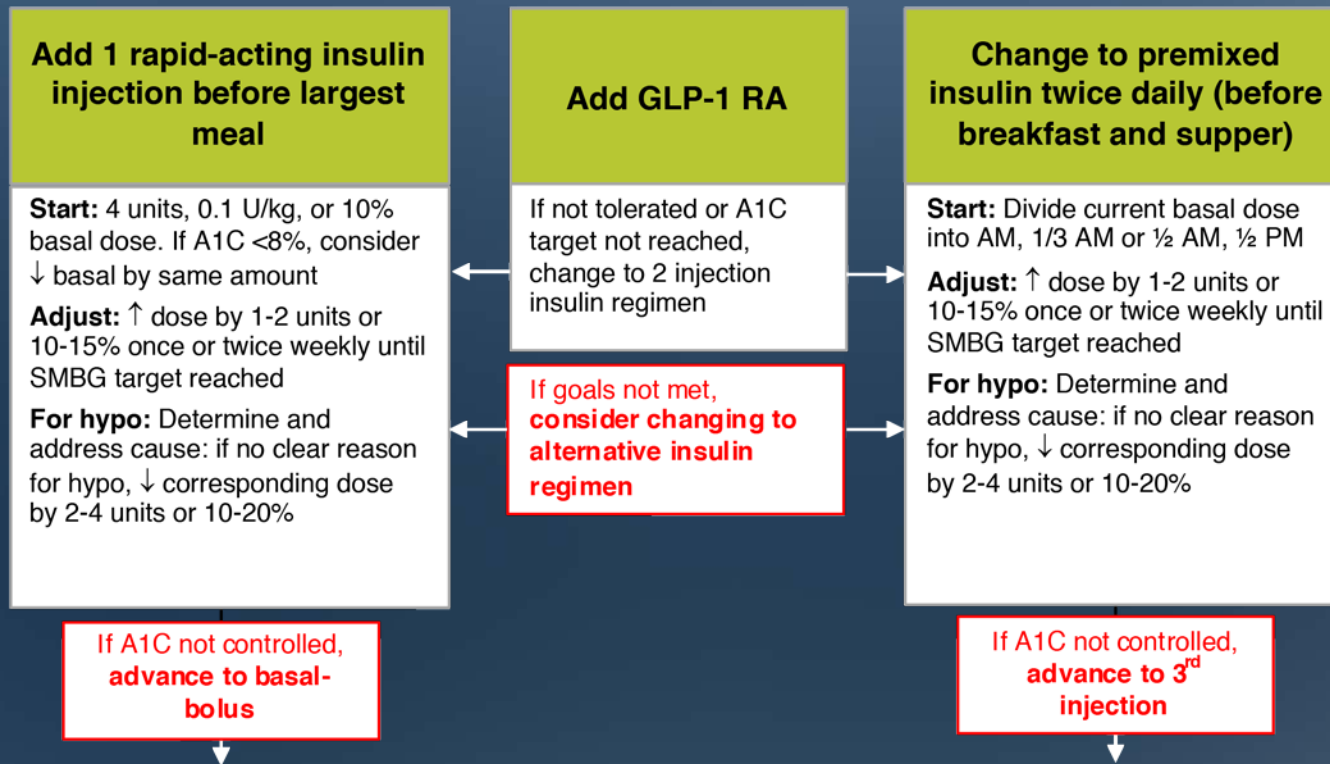 Add 1 rapid-acting insulin
injection before largest
meal
Start: 4 units, 0.1 U/kg, or 10%
basal dose. If A1C <8%, consider
↓ basal by same amount
Adjust: ↑ dose by 1-2 units or
10-15% once or twice weekly until
SMBG target reached
For hypo: Determine and
address cause: if no clear reason
for hypo, ↓ corresponding dose
by 2-4 units or 10-20%
If A1C not controlled,
advance to basal-
bolus
Add GLP-1 RA
If not tolerated or A1C
target not reached,
change to 2 injection
insulin regimen
If goals not met,
consider changing to
alternative insulin
regimen
Change to premixed
insulin twice daily (before
breakfast and supper)
Start: Divide current basal dose
into AM, 1/3 AM or ½ AM, ½ PM
Adjust: ↑ dose by 1-2 units or
10-15% once or twice weekly until
SMBG target reached
For hypo: Determine and
address cause: if no clear reason
for hypo, ↓ corresponding dose
by 2-4 units or 10-20%
If A1C not controlled,
advance to 3rd
injection